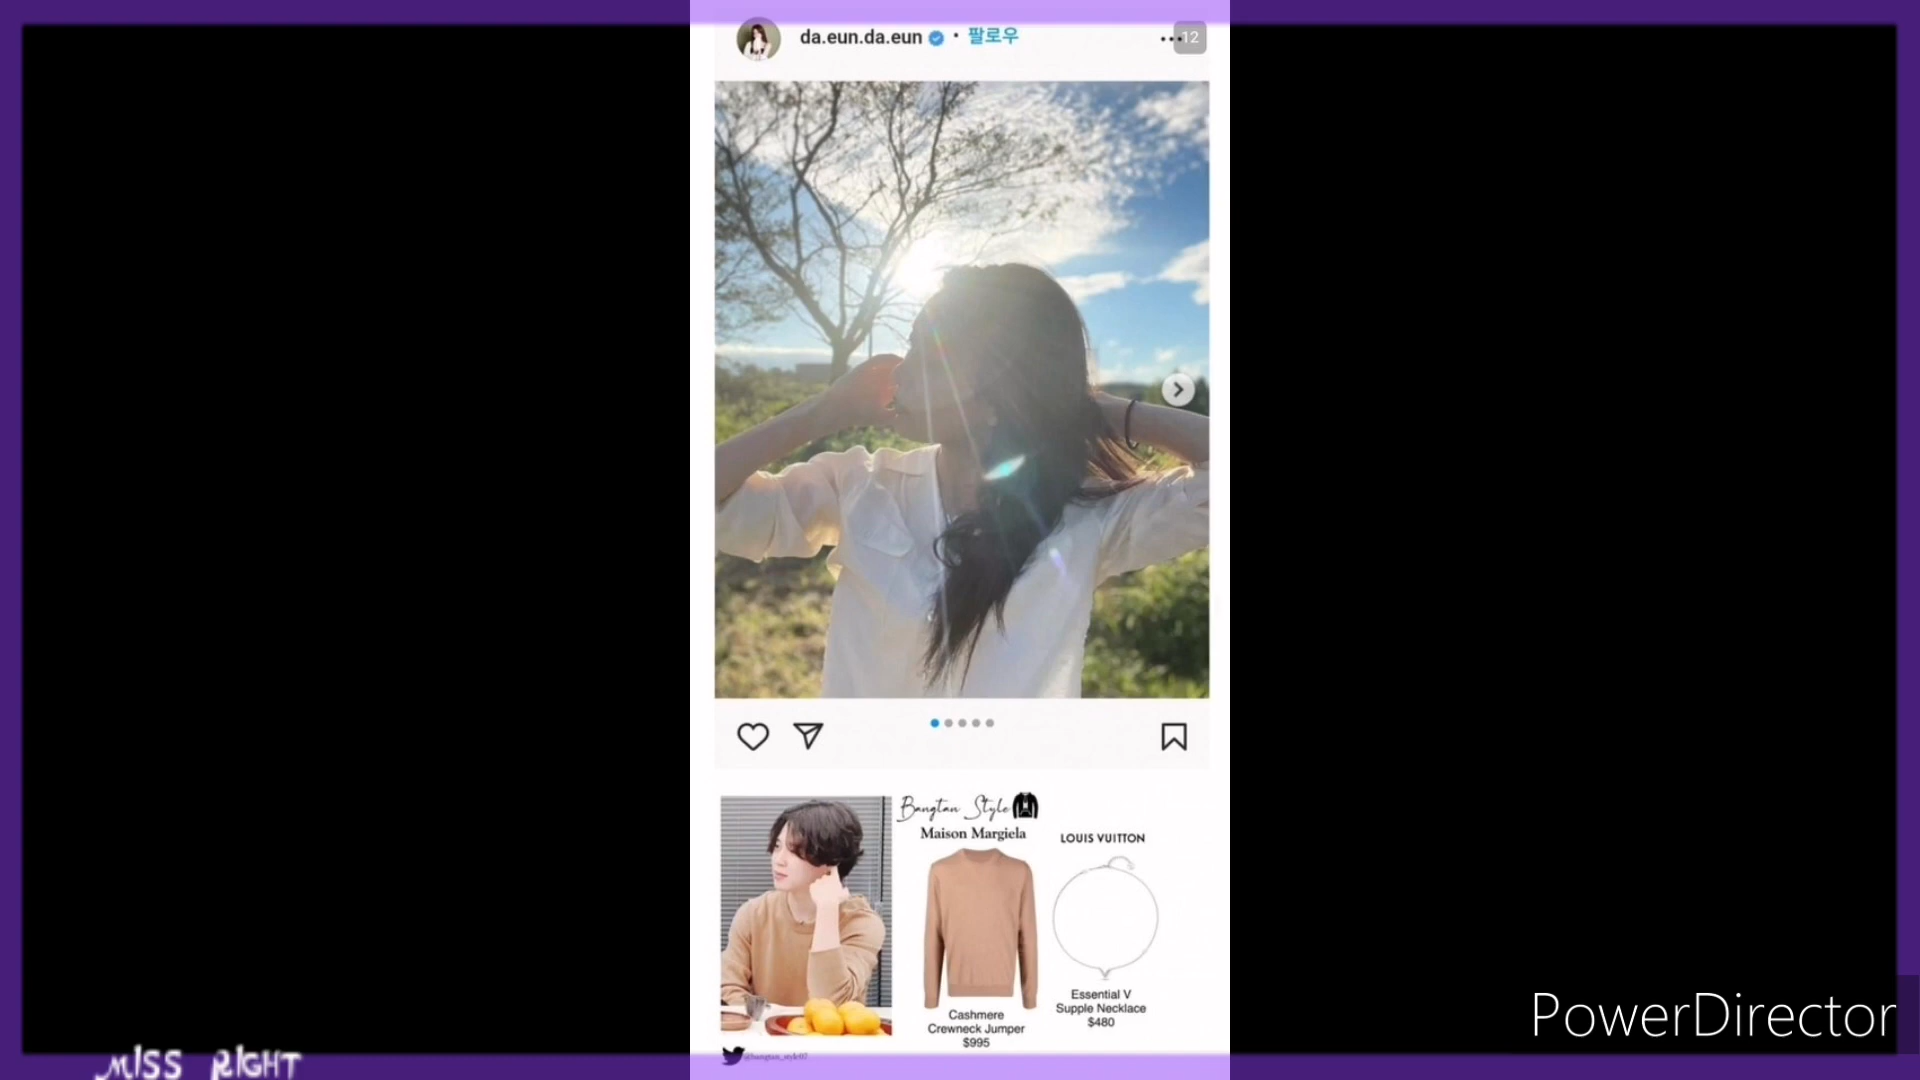 da.eun.da.eun • 팔로우
12
Bangtan Style
Maison Margiela
LOUIS VUITTON
Essential V
Supple Necklace
$480
Cashmere
Crewneck Jumper
$995
@bangtan_style07
PowerDirector
MISS RIGHT